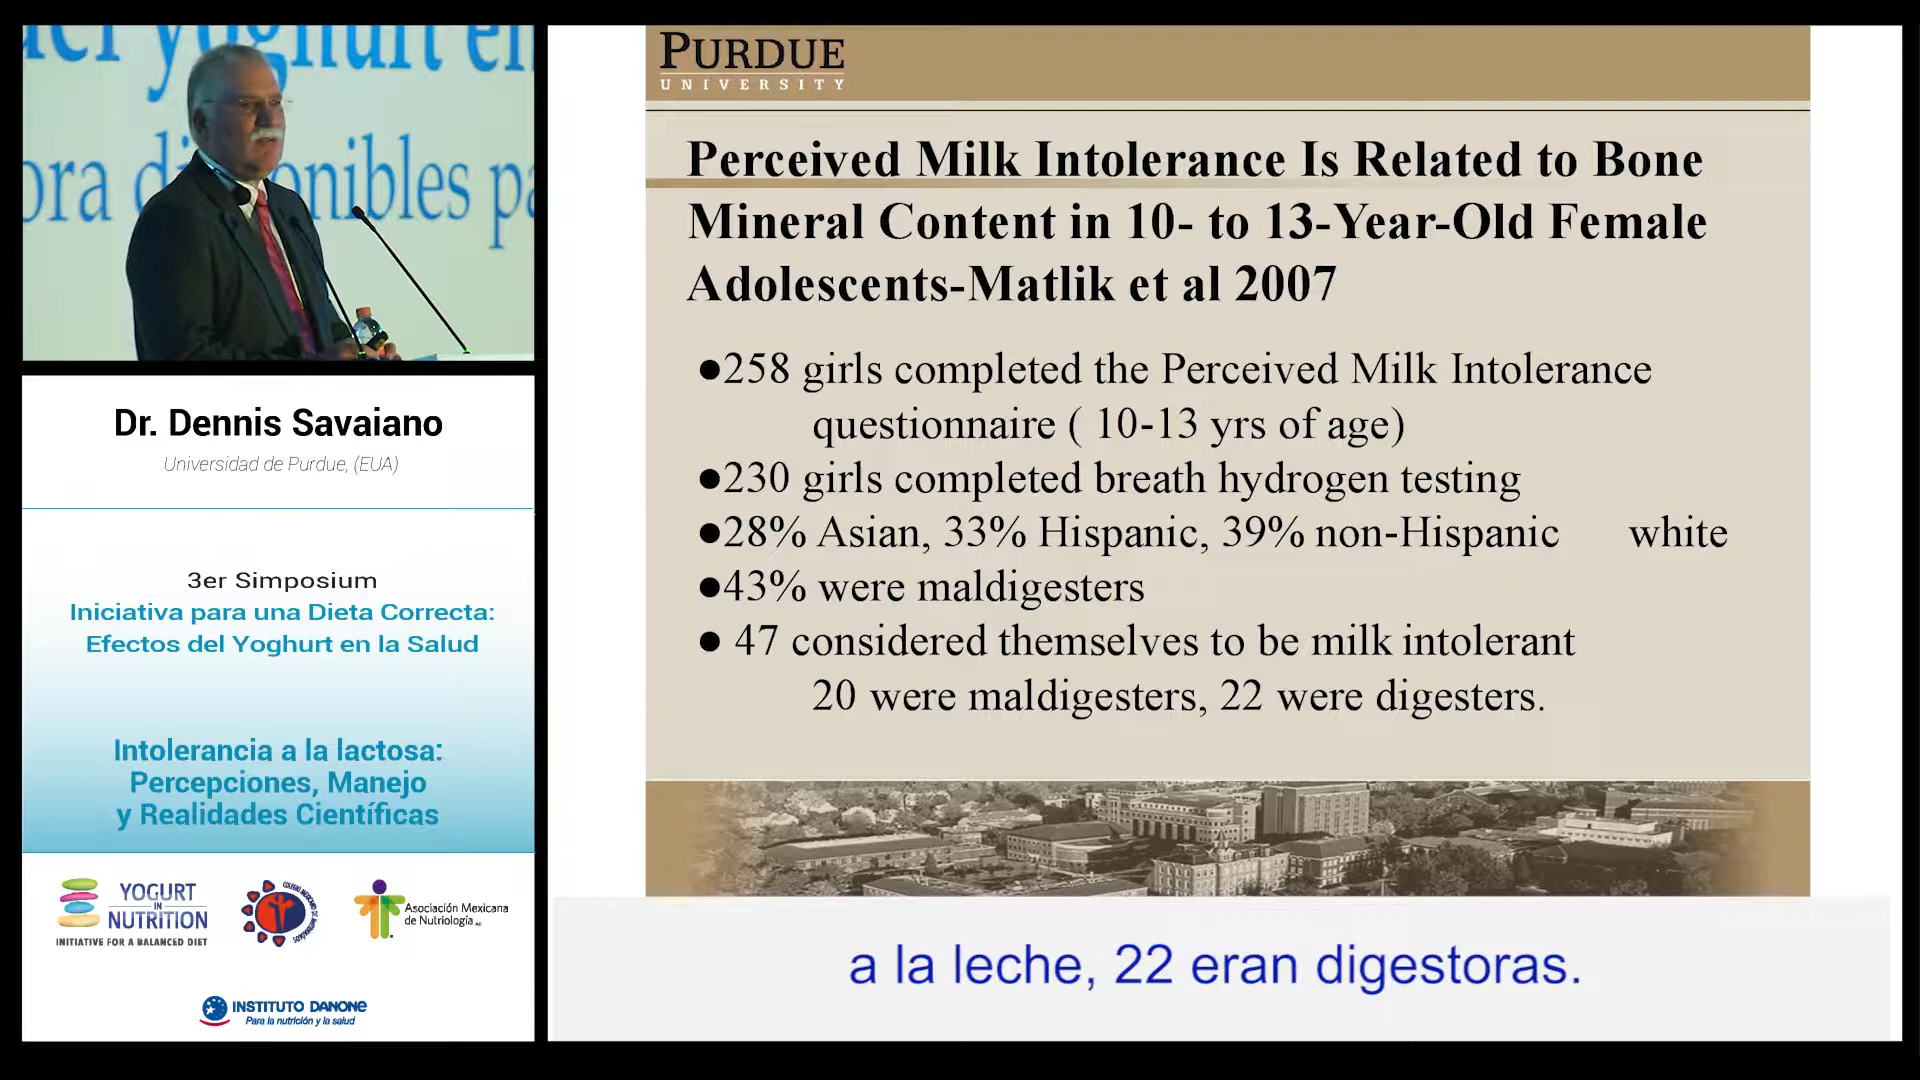 del yoghurt en
ora disponibles pa
Dr. Dennis Savaiano
Universidad de Purdue, (EUA)
3er Simposium
Iniciativa para una Dieta Correcta:
Efectos del Yoghurt en la Salud
Intolerancia a la lactosa:
Percepciones, Manejo
y Realidades Científicas
YOGURT
IN
NUTRITION
INITIATIVE FOR A BALANCED DIET
Asociación Mexicana
de Nutriología
INSTITUTO DANONE
Para la nutrición y la salud
PURDUE
UNIVERSITY
Perceived Milk Intolerance Is Related to Bone
Mineral Content in 10- to 13-Year-Old Female
Adolescents-Matlik et al 2007
●258 girls completed the Perceived Milk Intolerance
questionnaire ( 10-13 yrs of age)
●230 girls completed breath hydrogen testing
●28% Asian, 33% Hispanic, 39% non-Hispanic white
●43% were maldigesters
● 47 considered themselves to be milk intolerant
20 were maldigesters, 22 were digesters.
a la leche, 22 eran digestoras.